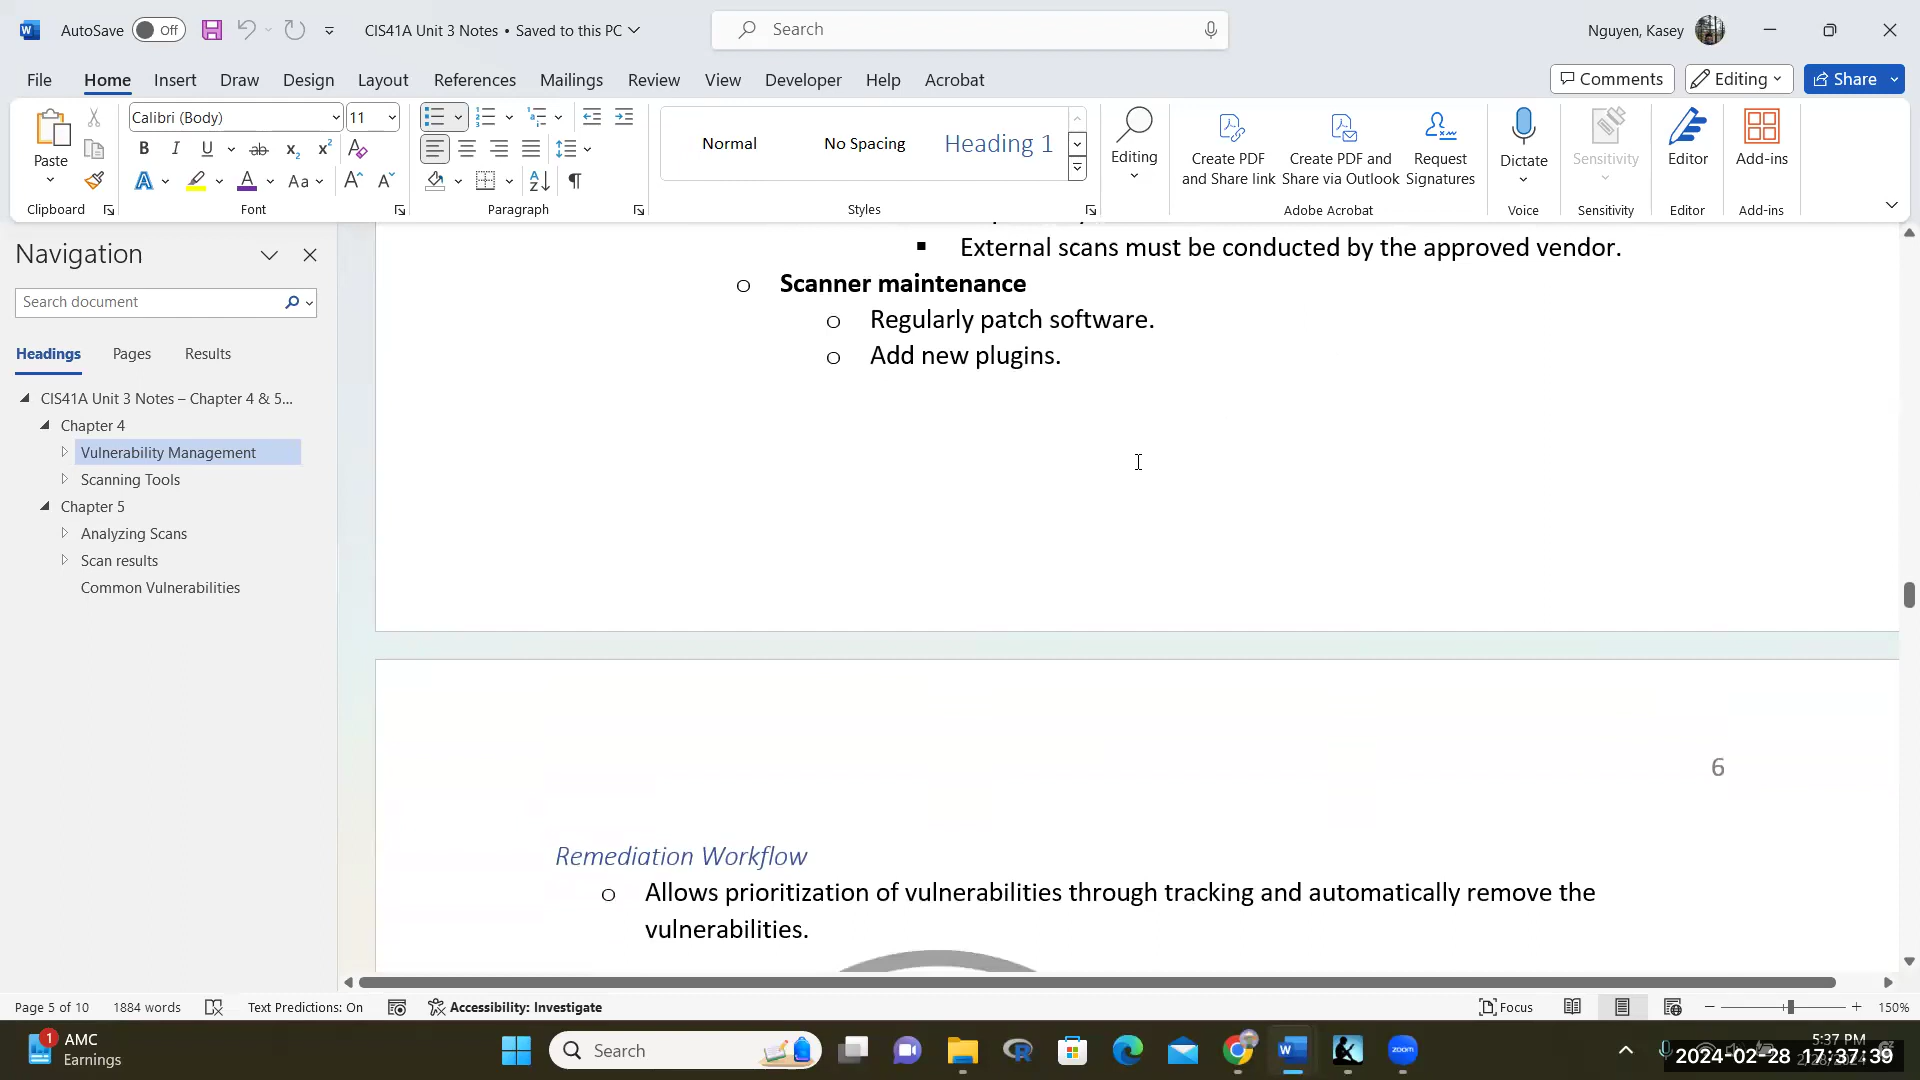 AutoSave Off CIS41A Unit 3 Notes • Saved to this PC Search Nguyen, Kasey
File Home Insert Draw Design Layout References Mailings Review View Developer Help Acrobat Comments Editing Share
Calibri (Body) 11
Paste
Normal No Spacing Heading 1
Editing
Create PDF and Share link
Create PDF and Share via Outlook
Request Signatures
Dictate
Sensitivity
Editor
Add-ins
Clipboard Font Paragraph Styles Adobe Acrobat Voice Sensitivity Editor Add-ins
Navigation
Search document
Headings Pages Results
CIS41A Unit 3 Notes – Chapter 4 & 5...
Chapter 4
Vulnerability Management
Scanning Tools
Chapter 5
Analyzing Scans
Scan results
Common Vulnerabilities
▪ External scans must be conducted by the approved vendor.
o Scanner maintenance
o Regularly patch software.
o Add new plugins.
6
Remediation Workflow
o Allows prioritization of vulnerabilities through tracking and automatically remove the
vulnerabilities.
Page 5 of 10 1884 words Text Predictions: On Accessibility: Investigate Focus 150%
1 AMC
Earnings
Search
zoom
5:37 PM
2024-02-28 17:37:39